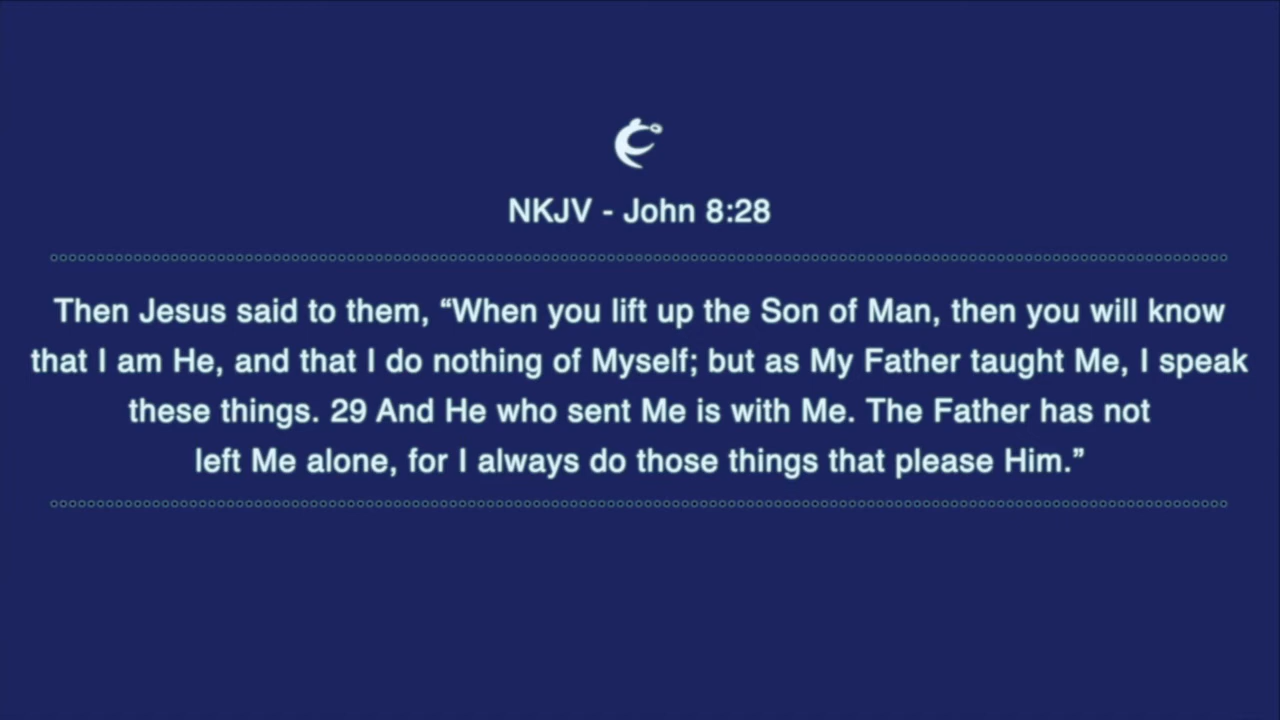 NKJV - John 8:28
Then Jesus said to them, “When you lift up the Son of Man, then you will know
that I am He, and that I do nothing of Myself; but as My Father taught Me, I speak
these things. 29 And He who sent Me is with Me. The Father has not
left Me alone, for I always do those things that please Him.”